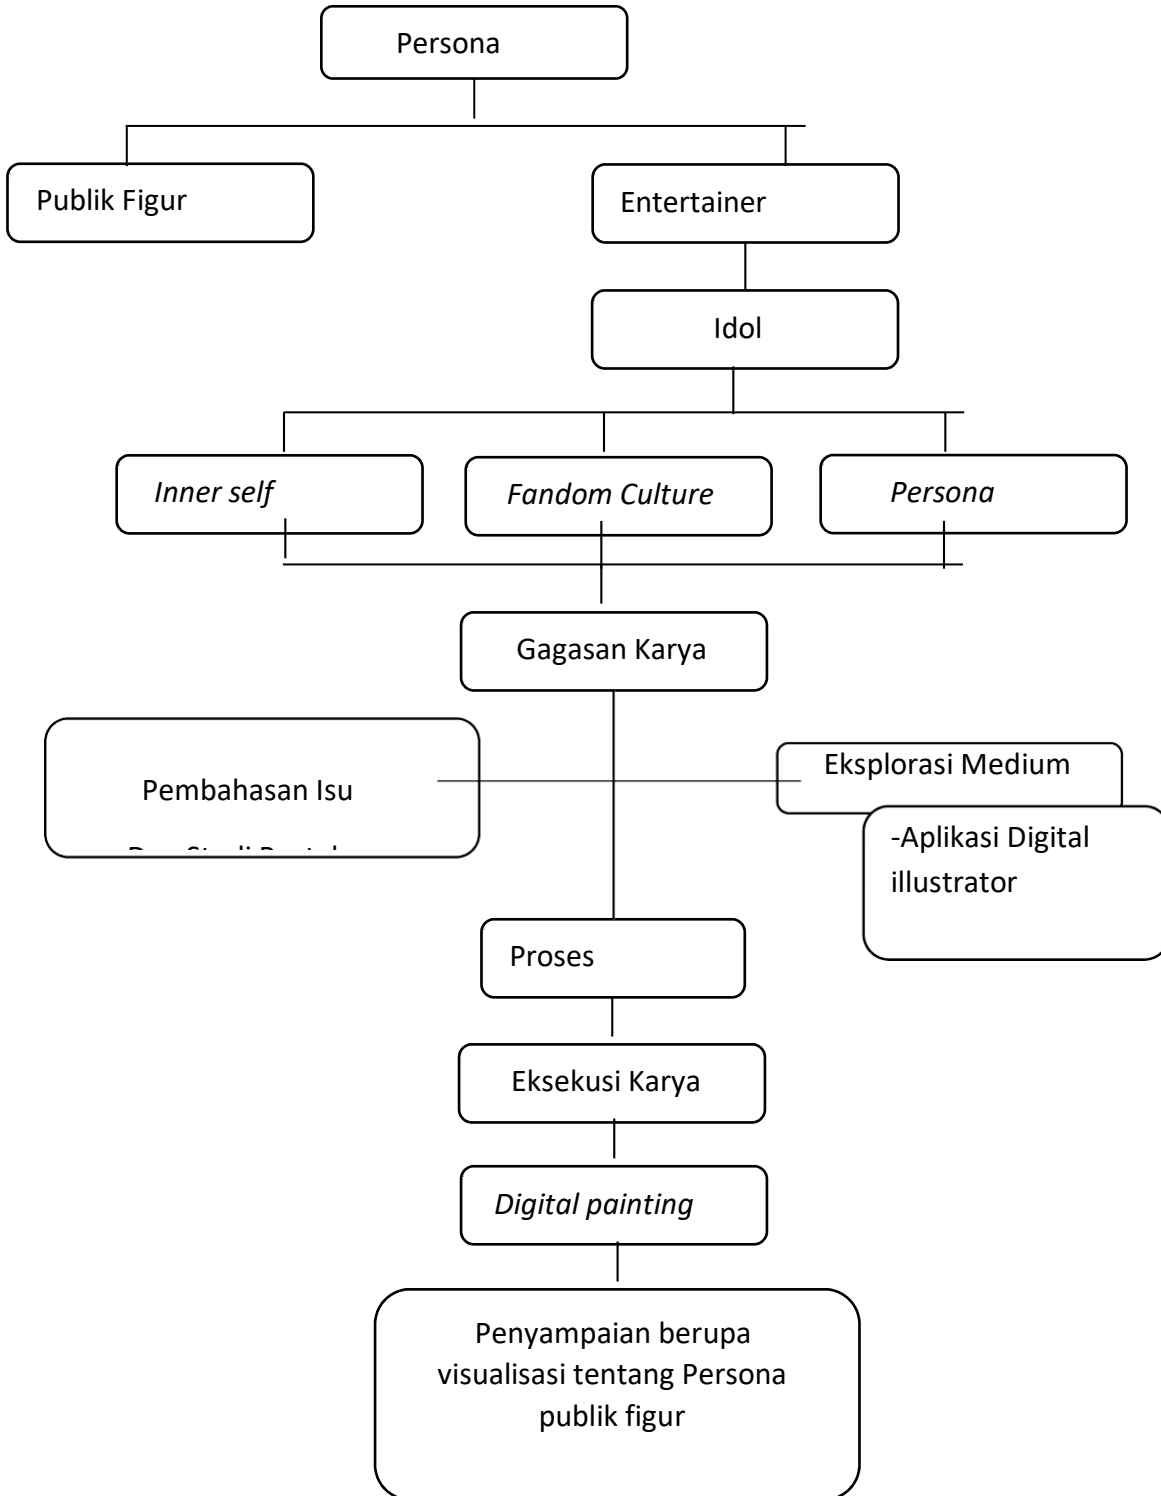 Persona
Publik Figur
Entertainer
Idol
Inner self
Fandom Culture
Persona
Gagasan Karya
Pembahasan Isu
Eksplorasi Medium
-Aplikasi Digital
illustrator
Proses
Eksekusi Karya
Digital painting
Penyampaian berupa
visualisasi tentang Persona
publik figur